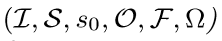 (ℐ, 𝒮, s₀, 𝒪, ℱ, Ω)